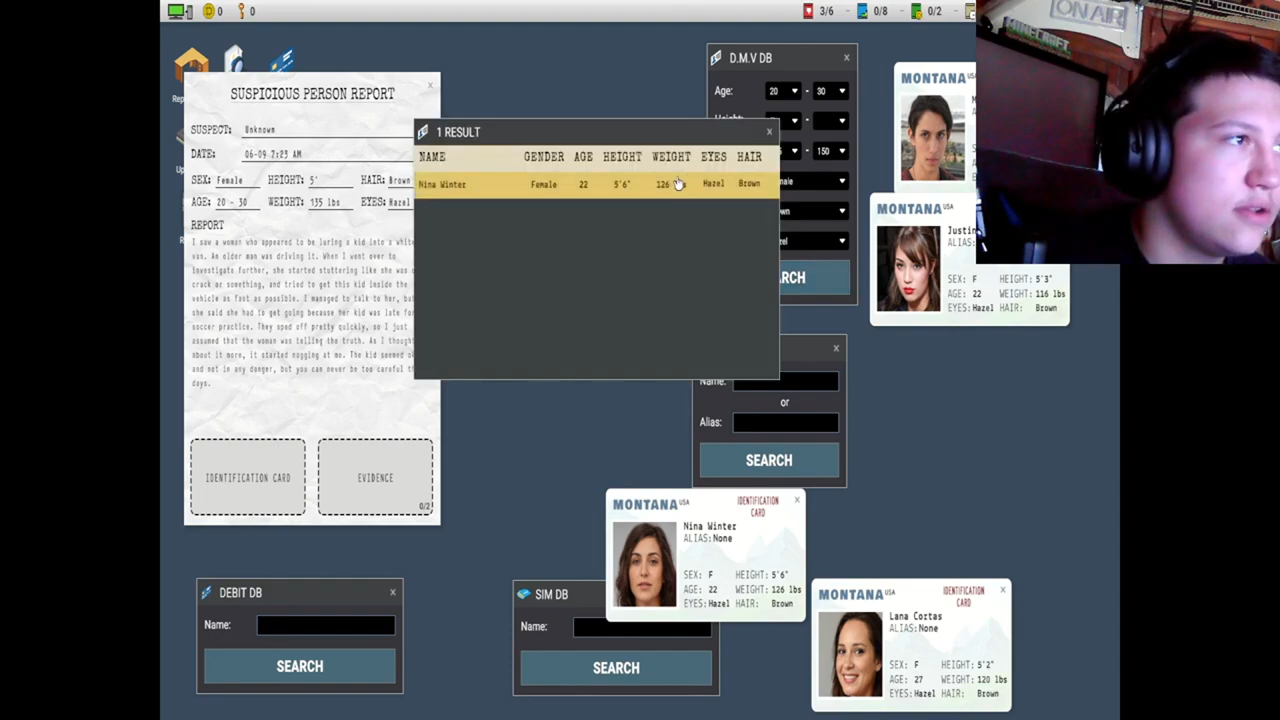 0
0
3/6
0/8
0/2
ON AIR
MINECRAFT
SUSPICIOUS PERSON REPORT
SUSPECT: Unknown
DATE: 06-09 7:23 AM
SEX: Female HEIGHT: 5' HAIR: Brown
AGE: 20 - 30 WEIGHT: 135 lbs EYES: Hazel
REPORT
I saw a woman who appeared to be luring a kid into a white
van. An older man was driving it. When I went over to
investigate further, she started stuttering like she was
crack or something, and tried to get this kid inside the
vehicle as fast as possible. I managed to talk to her, but
she said she had to get going because her kid was late for
soccer practice. They sped off pretty quickly, so I just
assumed that the woman was telling the truth. As I thought
about it more, it started nagging at me. The kid seemed
and not in any danger, but you can never be too careful
days.
IDENTIFICATION CARD
EVIDENCE
0/2
1 RESULT
NAME GENDER AGE HEIGHT WEIGHT EYES HAIR
Nina Winter Female 22 5'6" 126 Hazel Brown
D.M.V DB
Age: 20 - 30
150
SEARCH
Name:
or
Alias:
SEARCH
MONTANA USA
MONTANA USA
Justin
ALIAS:
SEX: F HEIGHT: 5'3"
AGE: 22 WEIGHT: 116 lbs
EYES: Hazel HAIR: Brown
MONTANA USA IDENTIFICATION CARD
Nina Winter
ALIAS: None
SEX: F HEIGHT: 5'6"
AGE: 22 WEIGHT: 126 lbs
EYES: Hazel HAIR: Brown
DEBIT DB
Name:
SEARCH
SIM DB
Name:
SEARCH
MONTANA USA IDENTIFICATION CARD
Lana Cortas
ALIAS: None
SEX: F HEIGHT: 5'2"
AGE: 27 WEIGHT: 120 lbs
EYES: Hazel HAIR: Brown